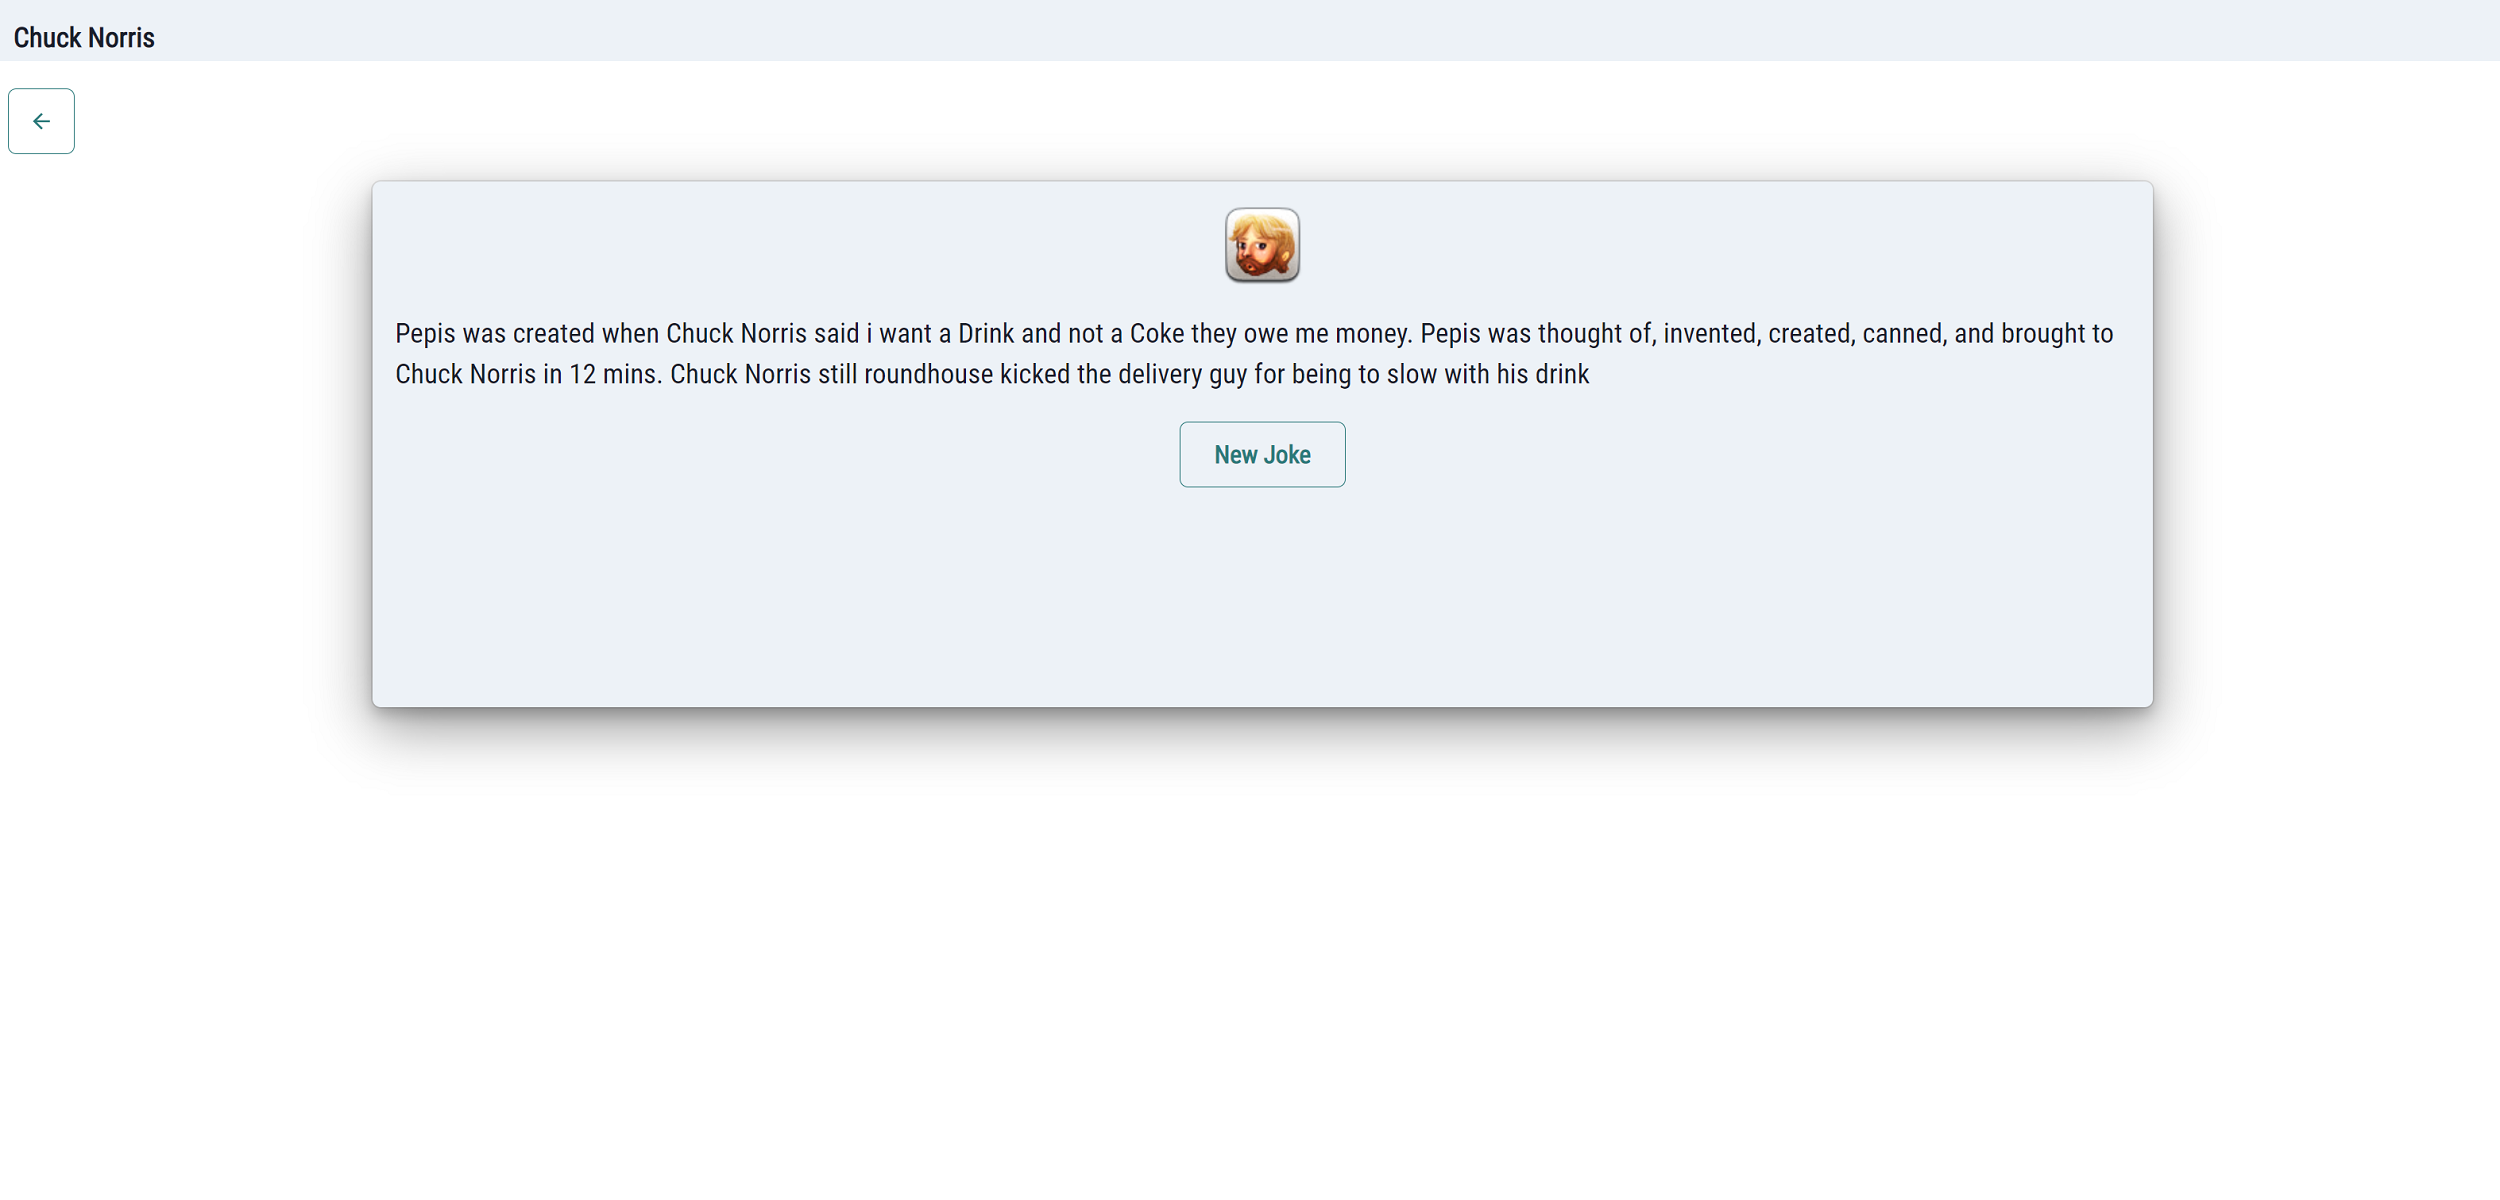 Chuck Norris
Pepis was created when Chuck Norris said i want a Drink and not a Coke they owe me money. Pepis was thought of, invented, created, canned, and brought to
Chuck Norris in 12 mins. Chuck Norris still roundhouse kicked the delivery guy for being to slow with his drink
New Joke